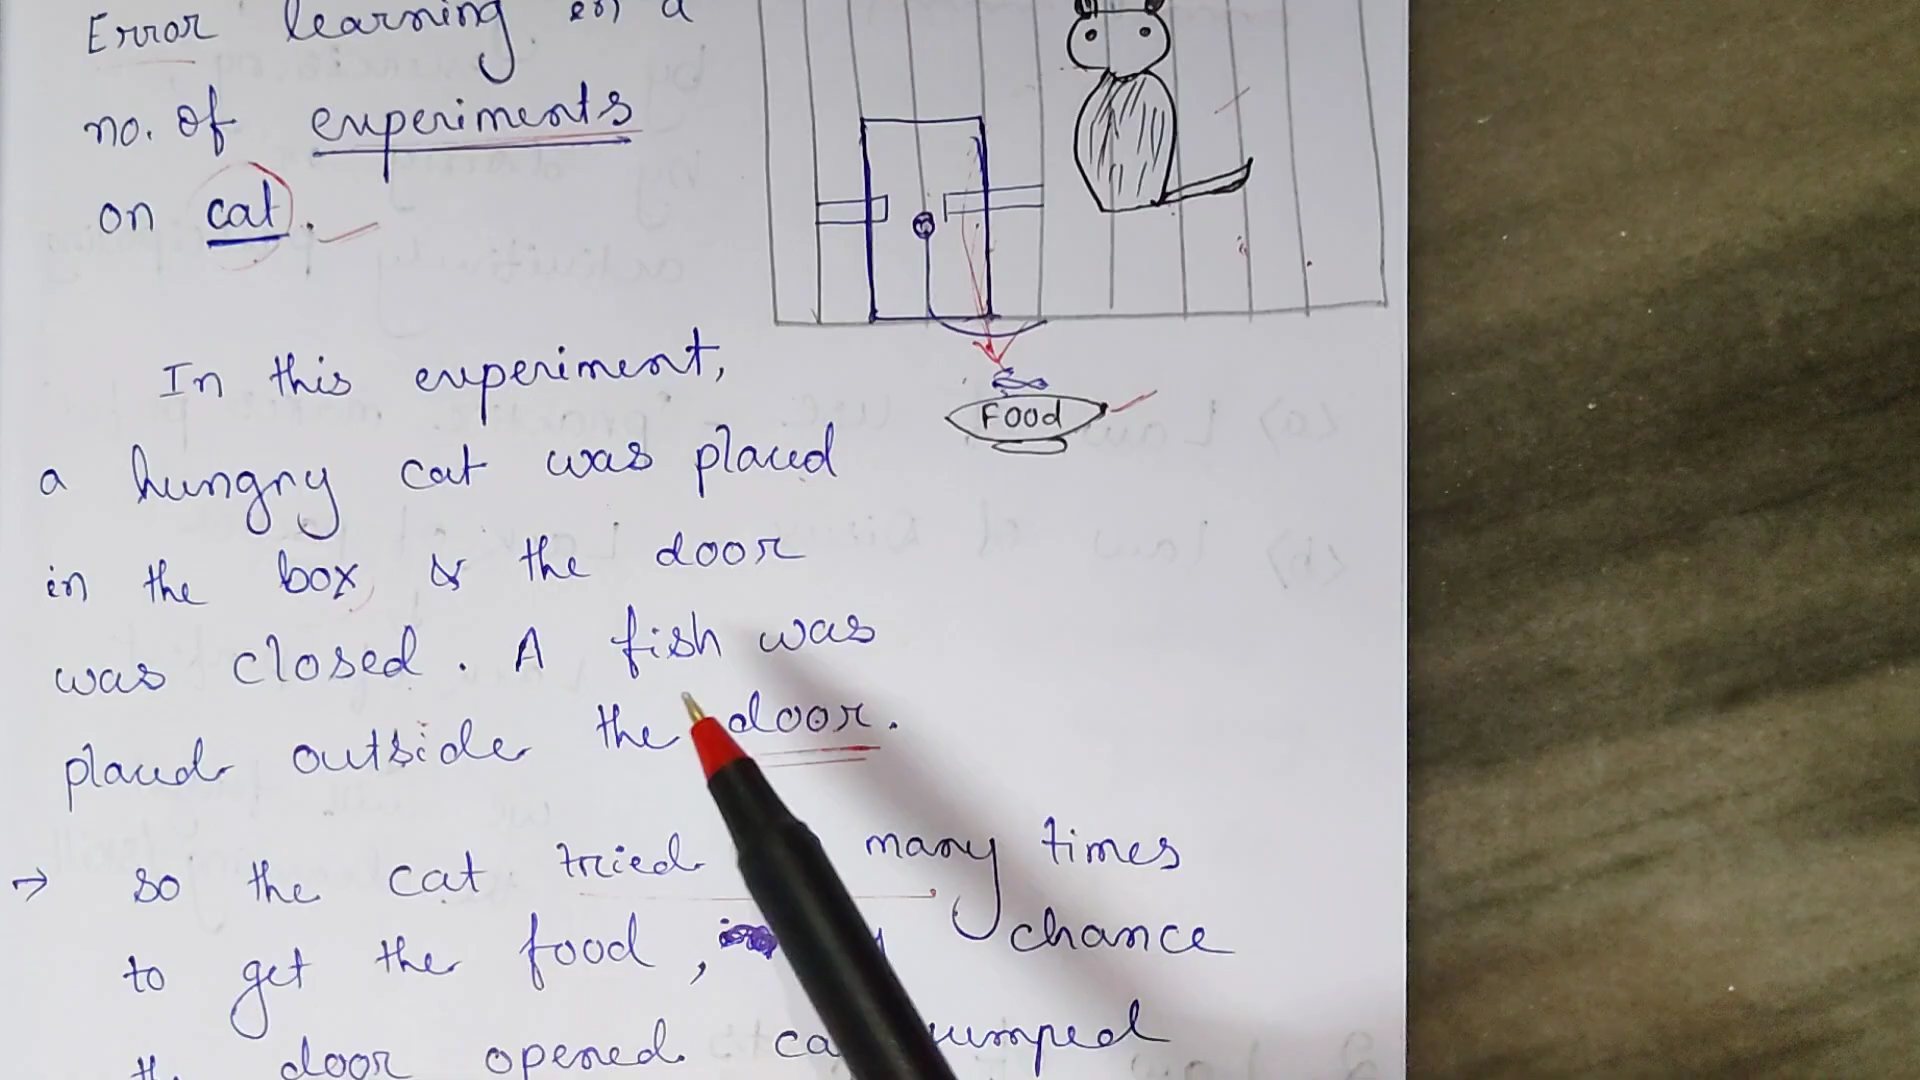 Error learning in a
no. of experiments
on cat.
Food
In this experiment,
a hungry cat was placed
in the box & the door
was closed. A fish was
placed outside the door.
→ so the cat tried many times
to get the food, chance
door opened jumped